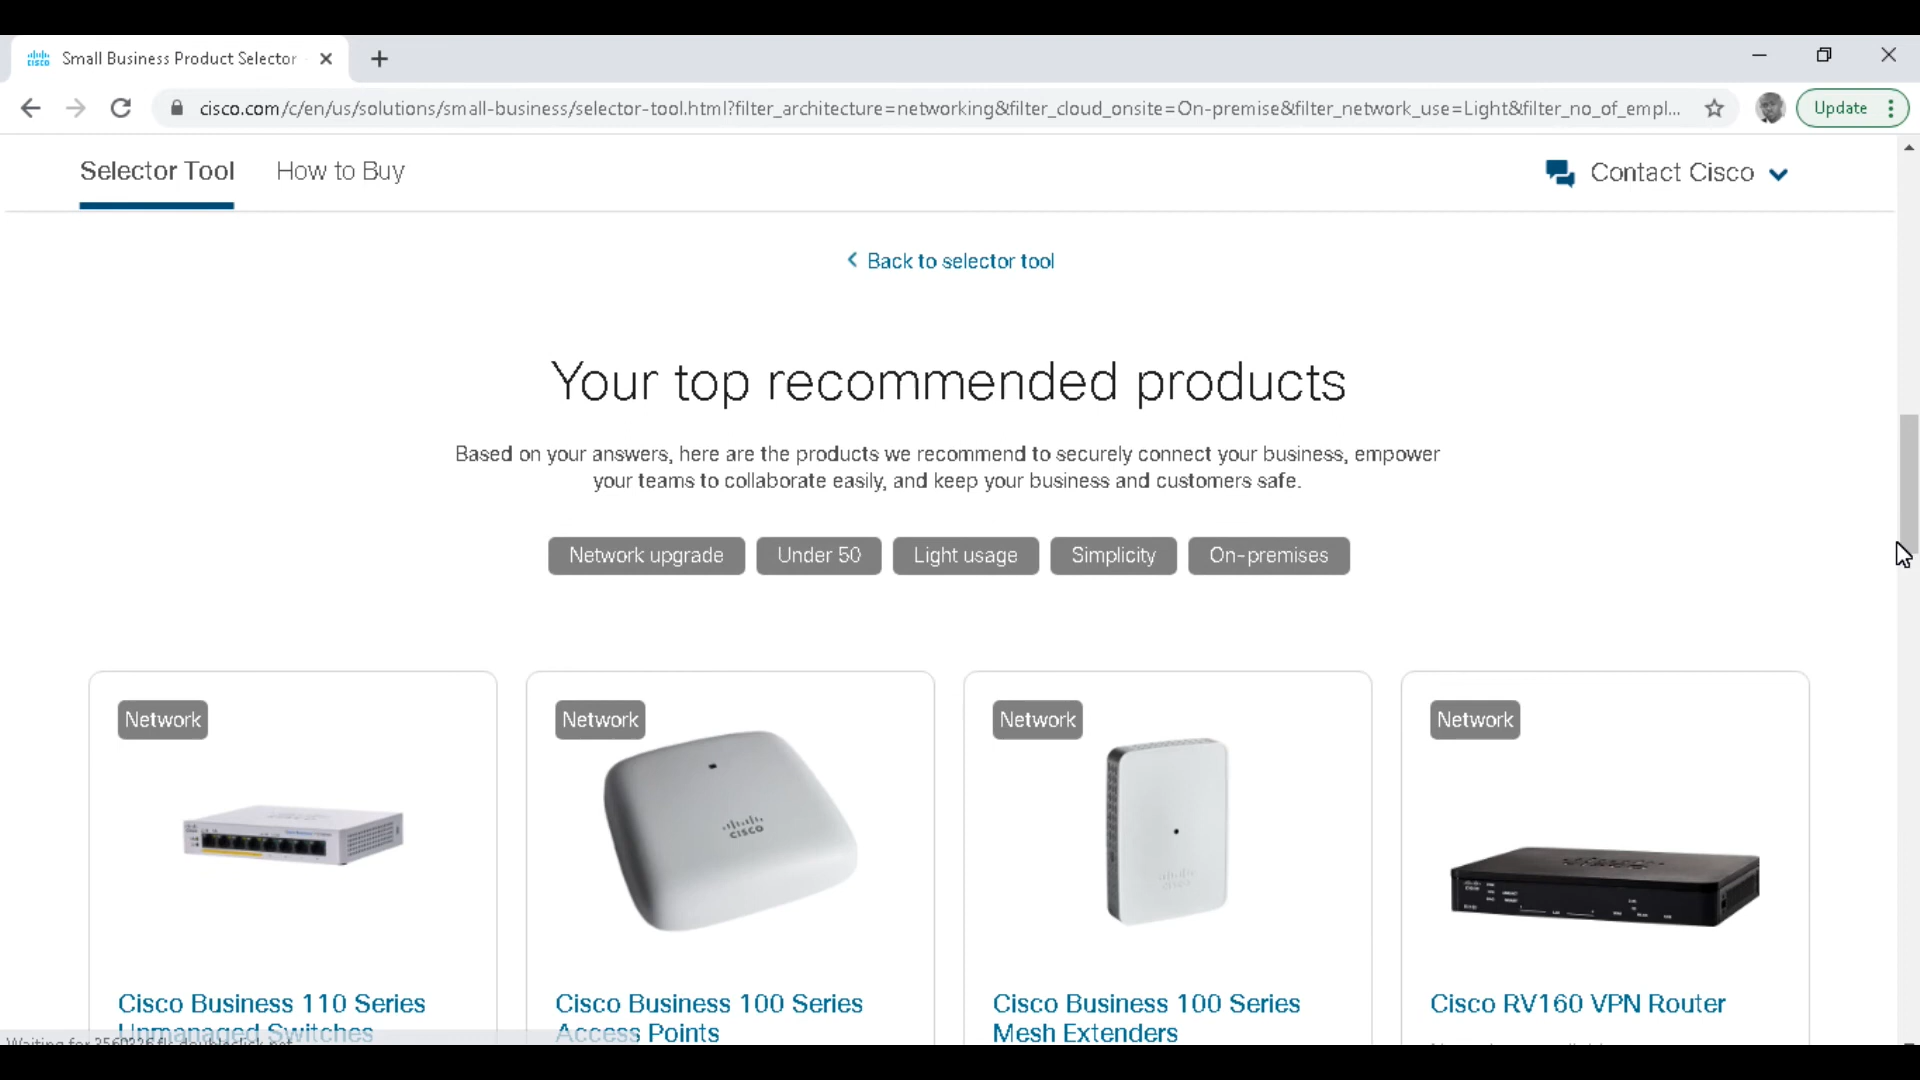 CISCO
Small Business Product Selector
cisco.com/c/en/us/solutions/small-business/selector-tool.html?filter_architecture=networking&filter_cloud_onsite=On-premise&filter_network_use=Light&filter_no_of_empl...
Update
Selector Tool
How to Buy
Contact Cisco
Back to selector tool
Your top recommended products
Based on your answers, here are the products we recommend to securely connect your business, empower
your teams to collaborate easily, and keep your business and customers safe.
Network upgrade
Under 50
Light usage
Simplicity
On-premises
Network
Network
Network
Network
CISCO
CISCO
Cisco Business 110 Series
Unmanaged Switches
Cisco Business 100 Series
Access Points
Cisco Business 100 Series
Mesh Extenders
Cisco RV160 VPN Router